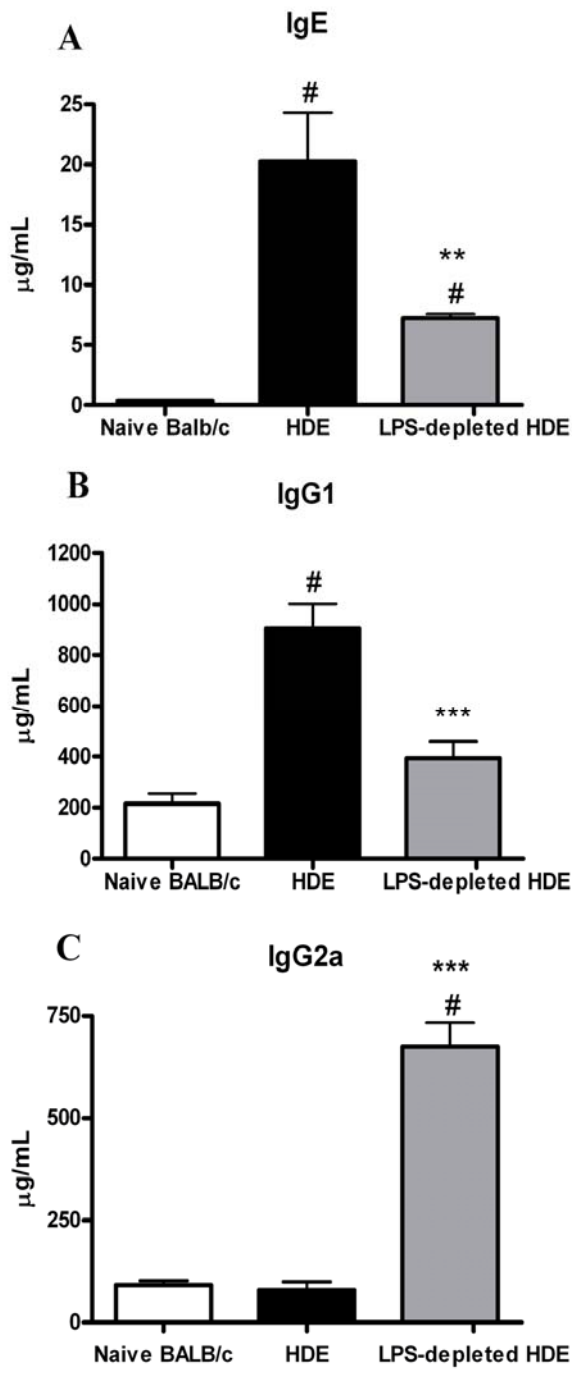 A
IgE
#
25
20
15
10
5
0
**
#
μg/mL
Naive Balb/c HDE LPS-depleted HDE
B
IgG1
1200
1000
800
600
400
200
0
#
***
μg/mL
Naive BALB/c HDE LPS-depleted HDE
C
IgG2a
***
#
750
500
250
0
μg/mL
Naive BALB/c HDE LPS-depleted HDE